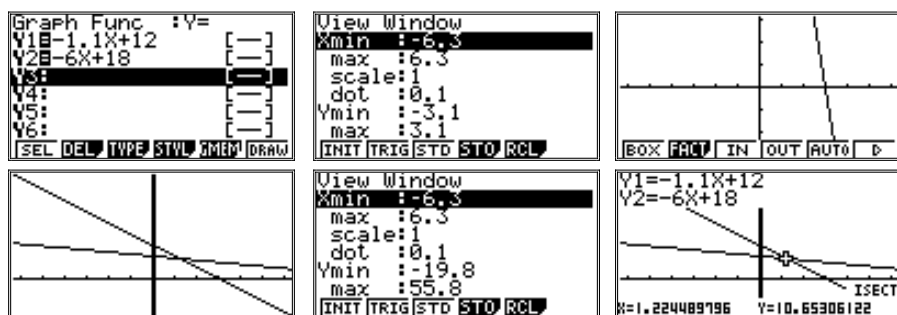 Graph Func :Y=
Y1=-1.1X+12 [—]
Y2=-6X+18 [—]
Y3: [—]
Y4: [—]
Y5: [—]
Y6: [—]
SEL DEL TYPE STYL GMEM DRAW
View Window
Xmin :-6.3
max :6.3
scale:1
dot :0.1
Ymin :-3.1
max :3.1
INIT TRIG STD STO RCL
BOX FACT IN OUT AUTO ▷
View Window
Xmin :-6.3
max :6.3
scale:1
dot :0.1
Ymin :-19.8
max :55.8
INIT TRIG STD STO RCL
Y1=-1.1X+12
Y2=-6X+18
ISECT
X=1.224489796 Y=10.65306122